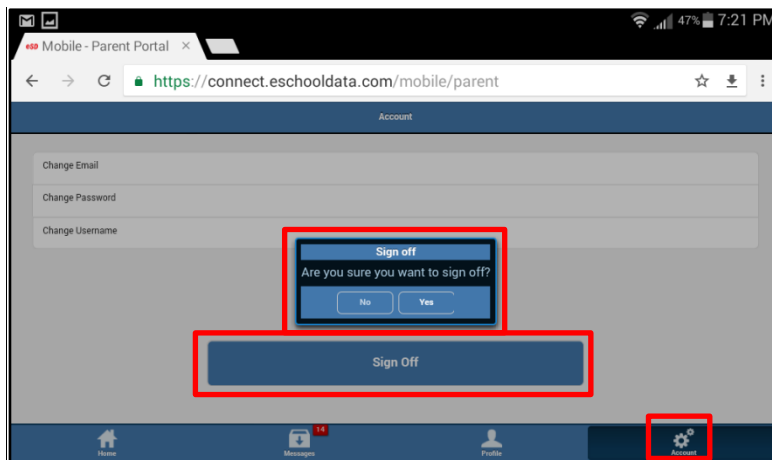 47% 7:21 PM
esd Mobile - Parent Portal ×
https://connect.eschooldata.com/mobile/parent
Account
Change Email
Change Password
Change Username
Sign off
Are you sure you want to sign off?
No Yes
Sign Off
14
Home Messages Profile Account